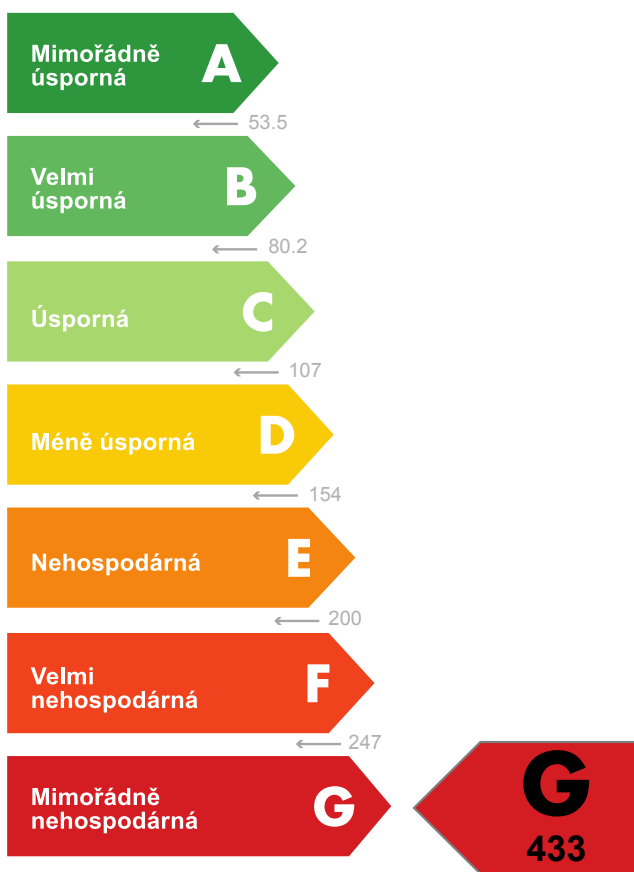 Mimořádně
úsporná
A
← 53.5
Velmi
úsporná
B
← 80.2
Úsporná
C
← 107
Méně úsporná
D
← 154
Nehospodárná
E
← 200
Velmi
nehospodárná
F
← 247
Mimořádně
nehospodárná
G
G
433